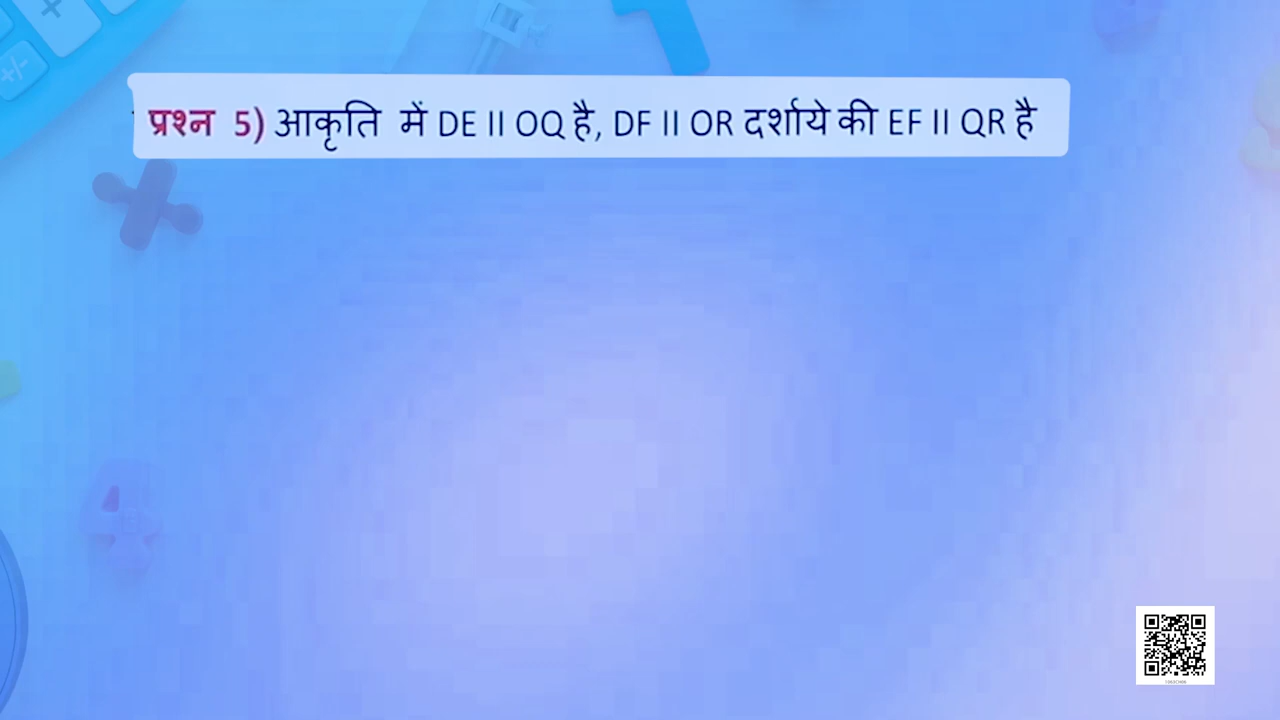 प्रश्न 5) आकृति में DE II OQ है, DF II OR दर्शाये की EF II QR है